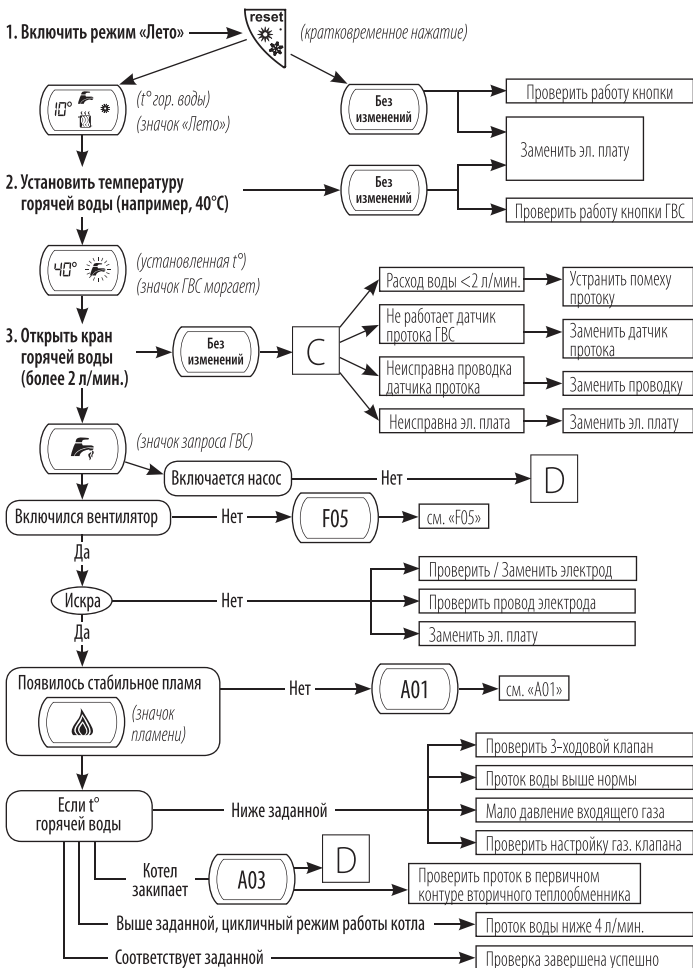 reset
1. Включить режим «Лето»
(кратковременное нажатие)
10°
(t° гор. воды)
(значок «Лето»)
Без
изменений
Проверить работу кнопки
Заменить эл. плату
2. Установить температуру
горячей воды (например, 40°C)
Без
изменений
Проверить работу кнопки ГВС
40°
(установленная t°)
(значок ГВС моргает)
3. Открыть кран
горячей воды
(более 2 л/мин.)
Без
изменений
C
Расход воды <2 л/мин.
Устранить помеху
протоку
Не работает датчик
протока ГВС
Заменить датчик
протока
Неисправна проводка
датчика протока
Заменить проводку
Неисправна эл. плата
Заменить эл. плату
(значок запроса ГВС)
Включается насос
Нет
D
Включился вентилятор
Нет
F05
см. «F05»
Да
Искра
Нет
Проверить / Заменить электрод
Проверить провод электрода
Заменить эл. плату
Да
Появилось стабильное пламя
(значок
пламени)
Нет
A01
см. «A01»
Если t°
горячей воды
Ниже заданной
Проверить 3-ходовой клапан
Проток воды выше нормы
Мало давление входящего газа
Проверить настройку газ. клапана
Котел
закипает
A03
D
Проверить проток в первичном
контуре вторичного теплообменника
Выше заданной, цикличный режим работы котла
Проток воды ниже 4 л/мин.
Соответствует заданной
Проверка завершена успешно